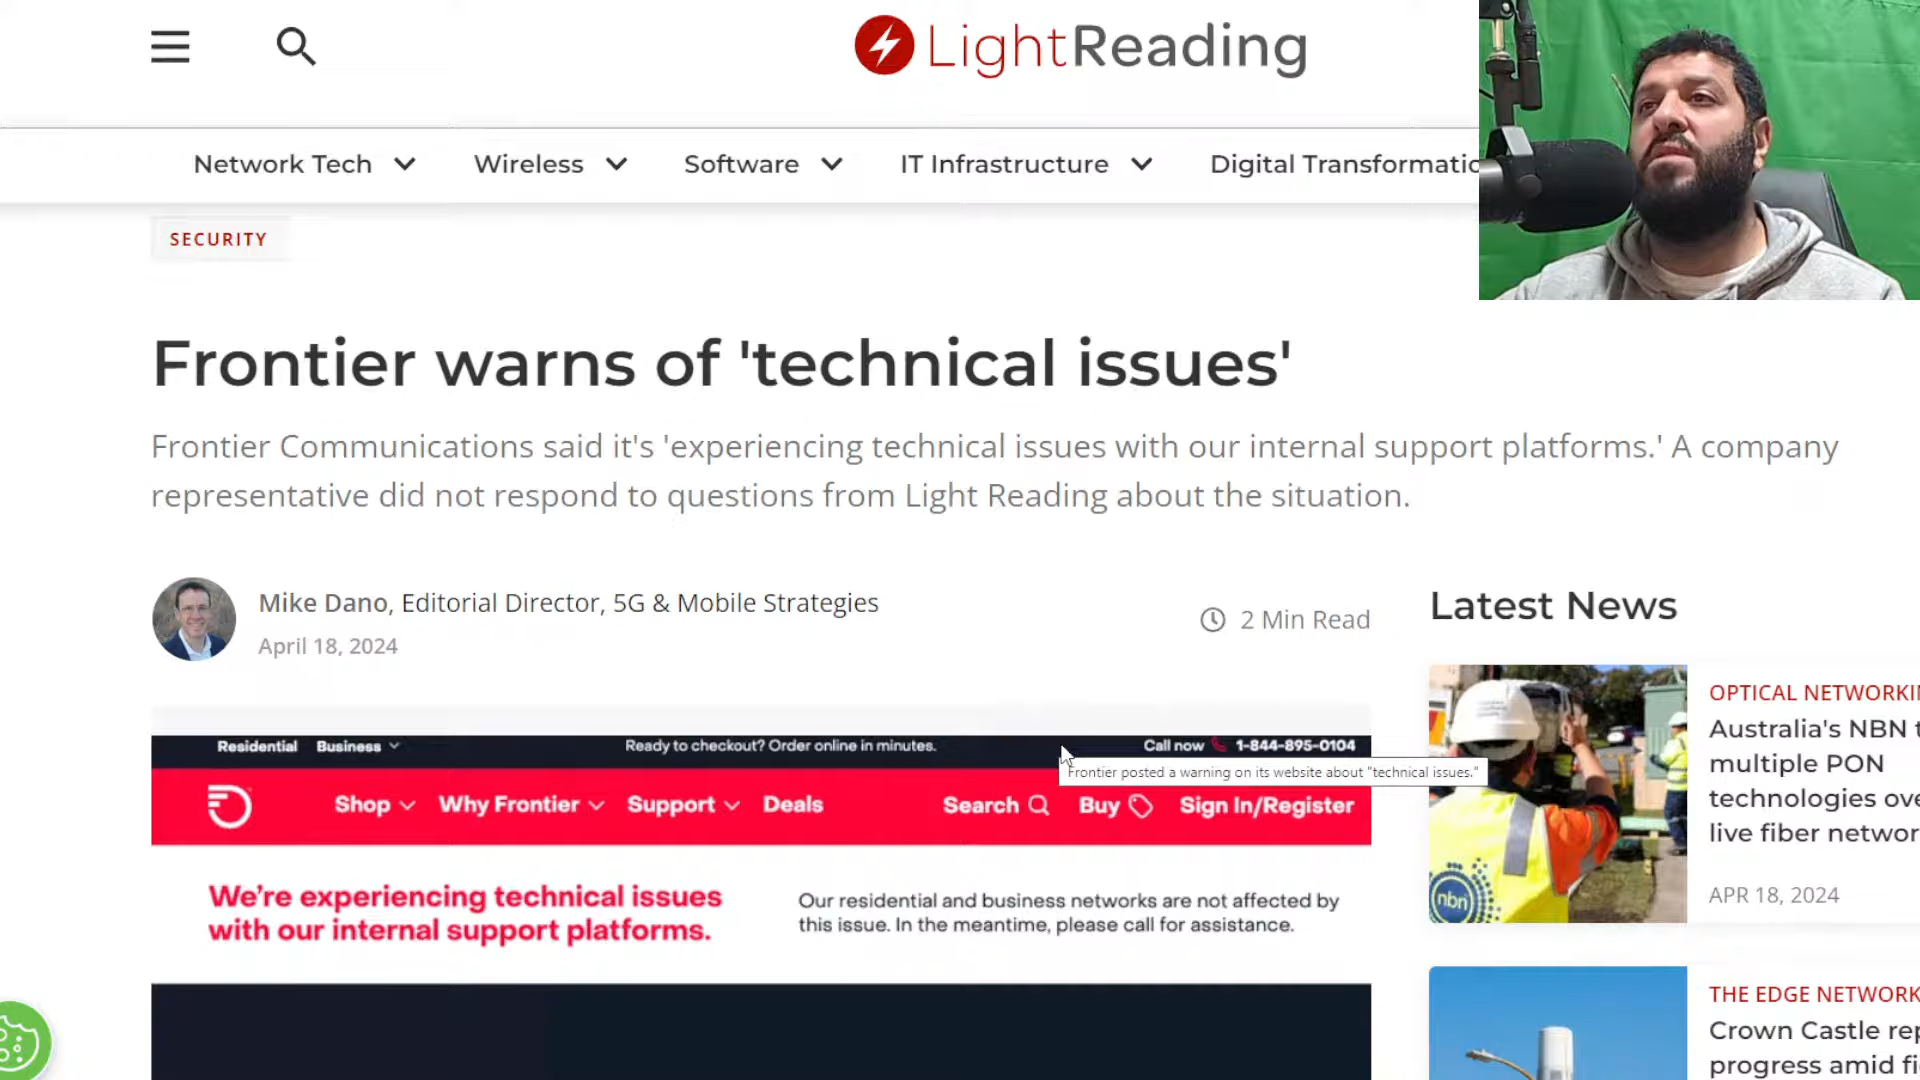 LightReading
Network Tech
Wireless
Software
IT Infrastructure
Digital Transformatio
SECURITY
Frontier warns of 'technical issues'
Frontier Communications said it's 'experiencing technical issues with our internal support platforms.' A company
representative did not respond to questions from Light Reading about the situation.
Mike Dano, Editorial Director, 5G & Mobile Strategies
April 18, 2024
2 Min Read
Residential Business
Ready to checkout? Order online in minutes.
Call now 1-844-895-0104
Frontier posted a warning on its website about "technical issues."
Shop Why Frontier Support Deals
Search Buy Sign In/Register
We're experiencing technical issues
with our internal support platforms.
Our residential and business networks are not affected by
this issue. In the meantime, please call for assistance.
Latest News
nbn
OPTICAL NETWORKIN
Australia's NBN t
multiple PON
technologies ove
live fiber networ
APR 18, 2024
THE EDGE NETWORK
Crown Castle rep
progress amid fi